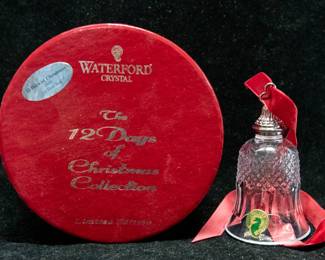 WATERFORD
CRYSTAL
The
12 Days
of
Christmas
Collection
Limited Edition